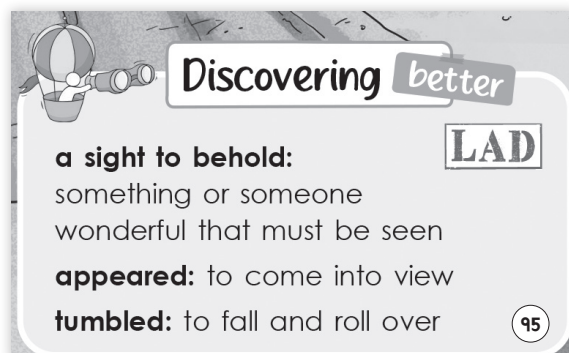 Discovering better
LAD
a sight to behold:
something or someone
wonderful that must be seen
appeared: to come into view
tumbled: to fall and roll over
95